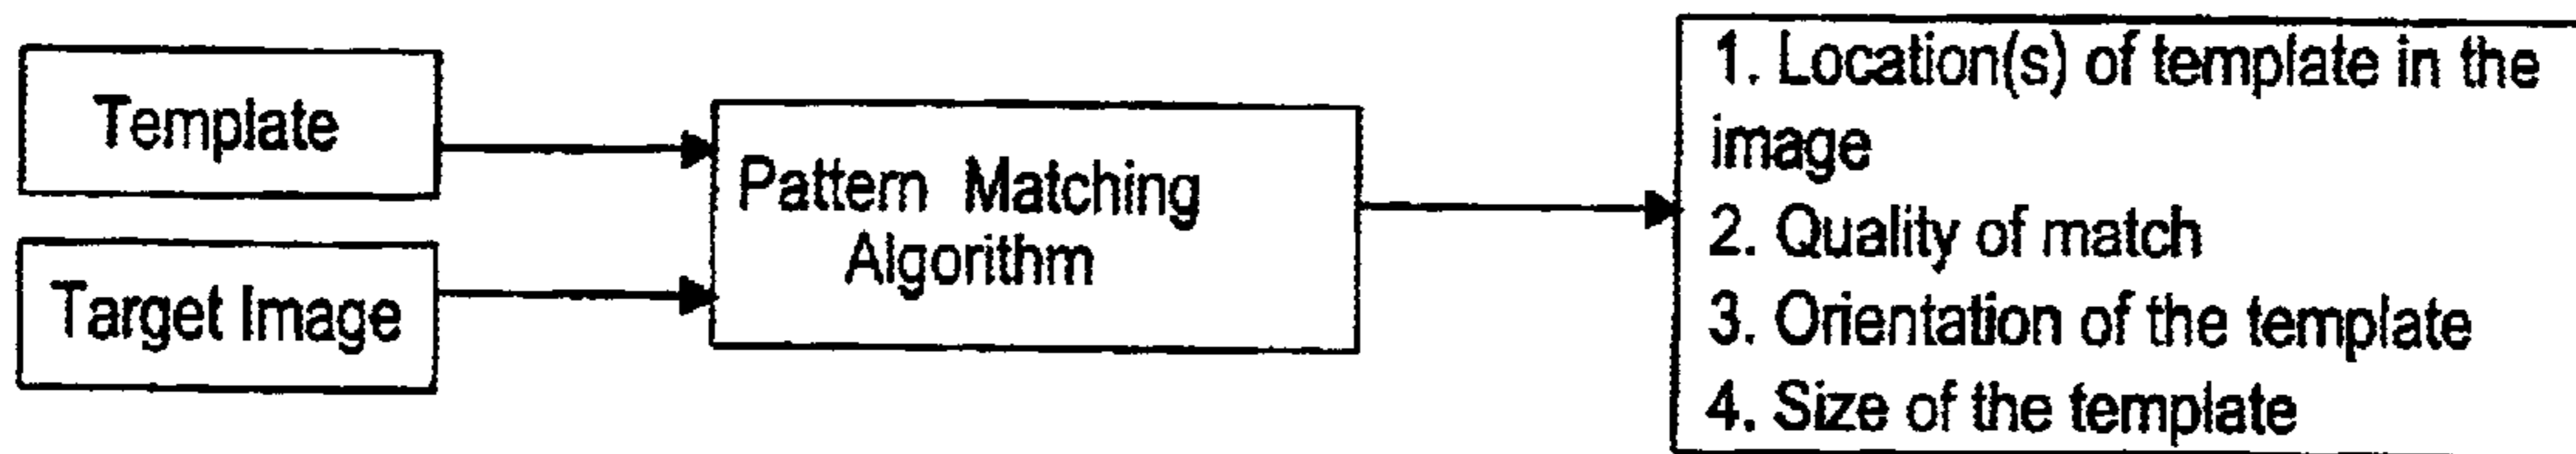 Template
Target Image
Pattern Matching
Algorithm
1. Location(s) of template in the
image
2. Quality of match
3. Orientation of the template
4. Size of the template